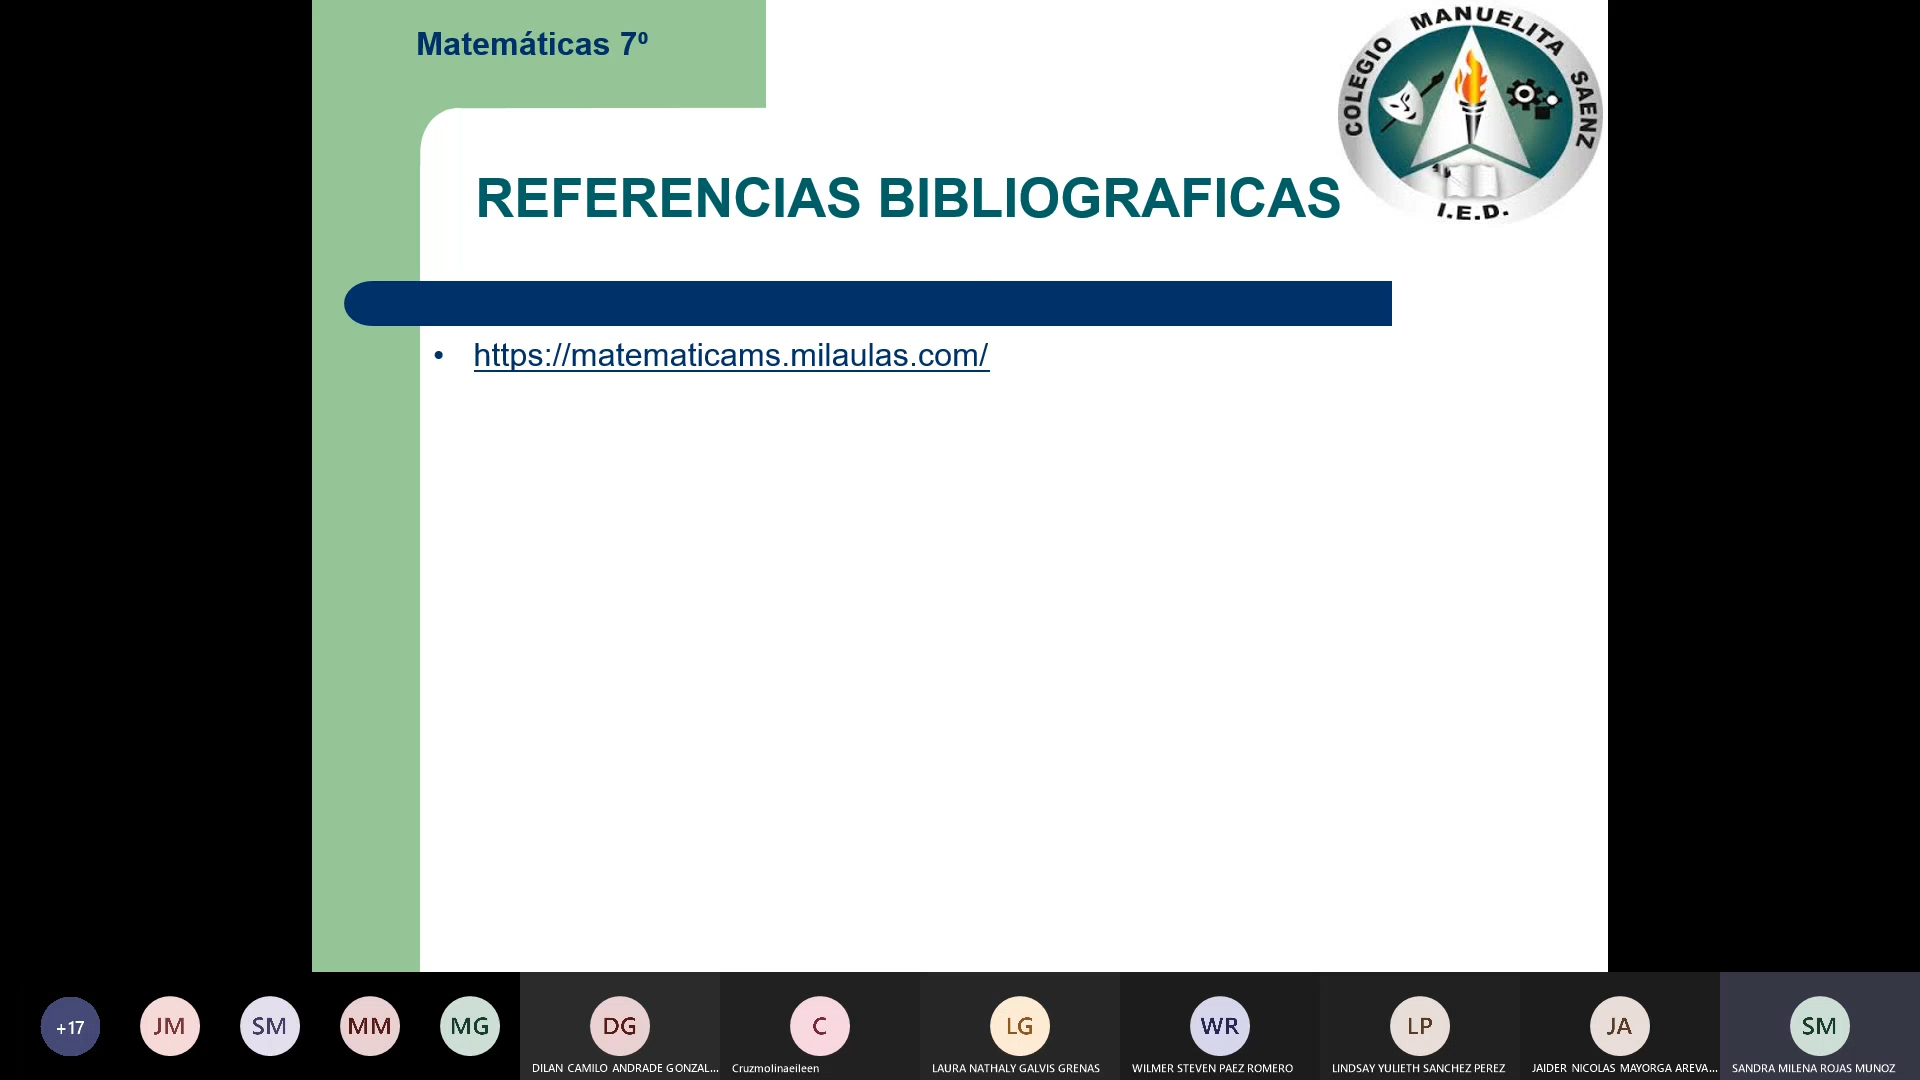 Matemáticas 7º
COLEGIO MANUELITA SAENZ
I.E.D.
REFERENCIAS BIBLIOGRAFICAS
• https://matematicams.milaulas.com/
+17
JM
SM
MM
MG
DG
DILAN CAMILO ANDRADE GONZAL...
C
Cruzmolinaeileen
LG
LAURA NATHALY GALVIS GRENAS
WR
WILMER STEVEN PAEZ ROMERO
LP
LINDSAY YULIETH SANCHEZ PEREZ
JA
JAIDER NICOLAS MAYORGA AREVA...
SM
SANDRA MILENA ROJAS MUNOZ